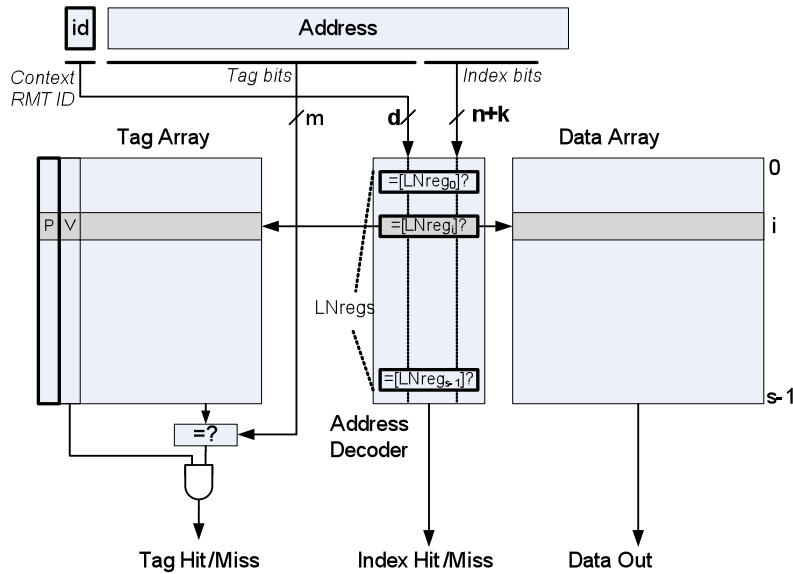 id
Address
Context
RMT ID
Tag bits
Index bits
m
d
n+k
Tag Array
Data Array
0
=[LNreg0]?
P V
=[LNregi]?
i
LNregs
=[LNregs-1]?
s-1
=?
Address
Decoder
Tag Hit/Miss
Index Hit/Miss
Data Out